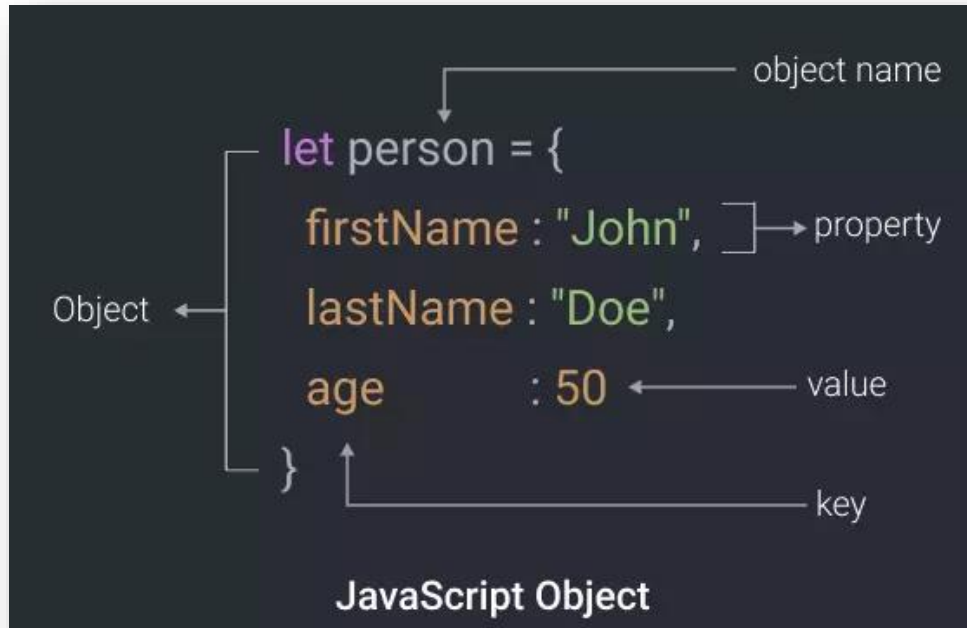 object name
let person = {
firstName : "John",
property
Object
lastName : "Doe",
age : 50
value
}
key
JavaScript Object